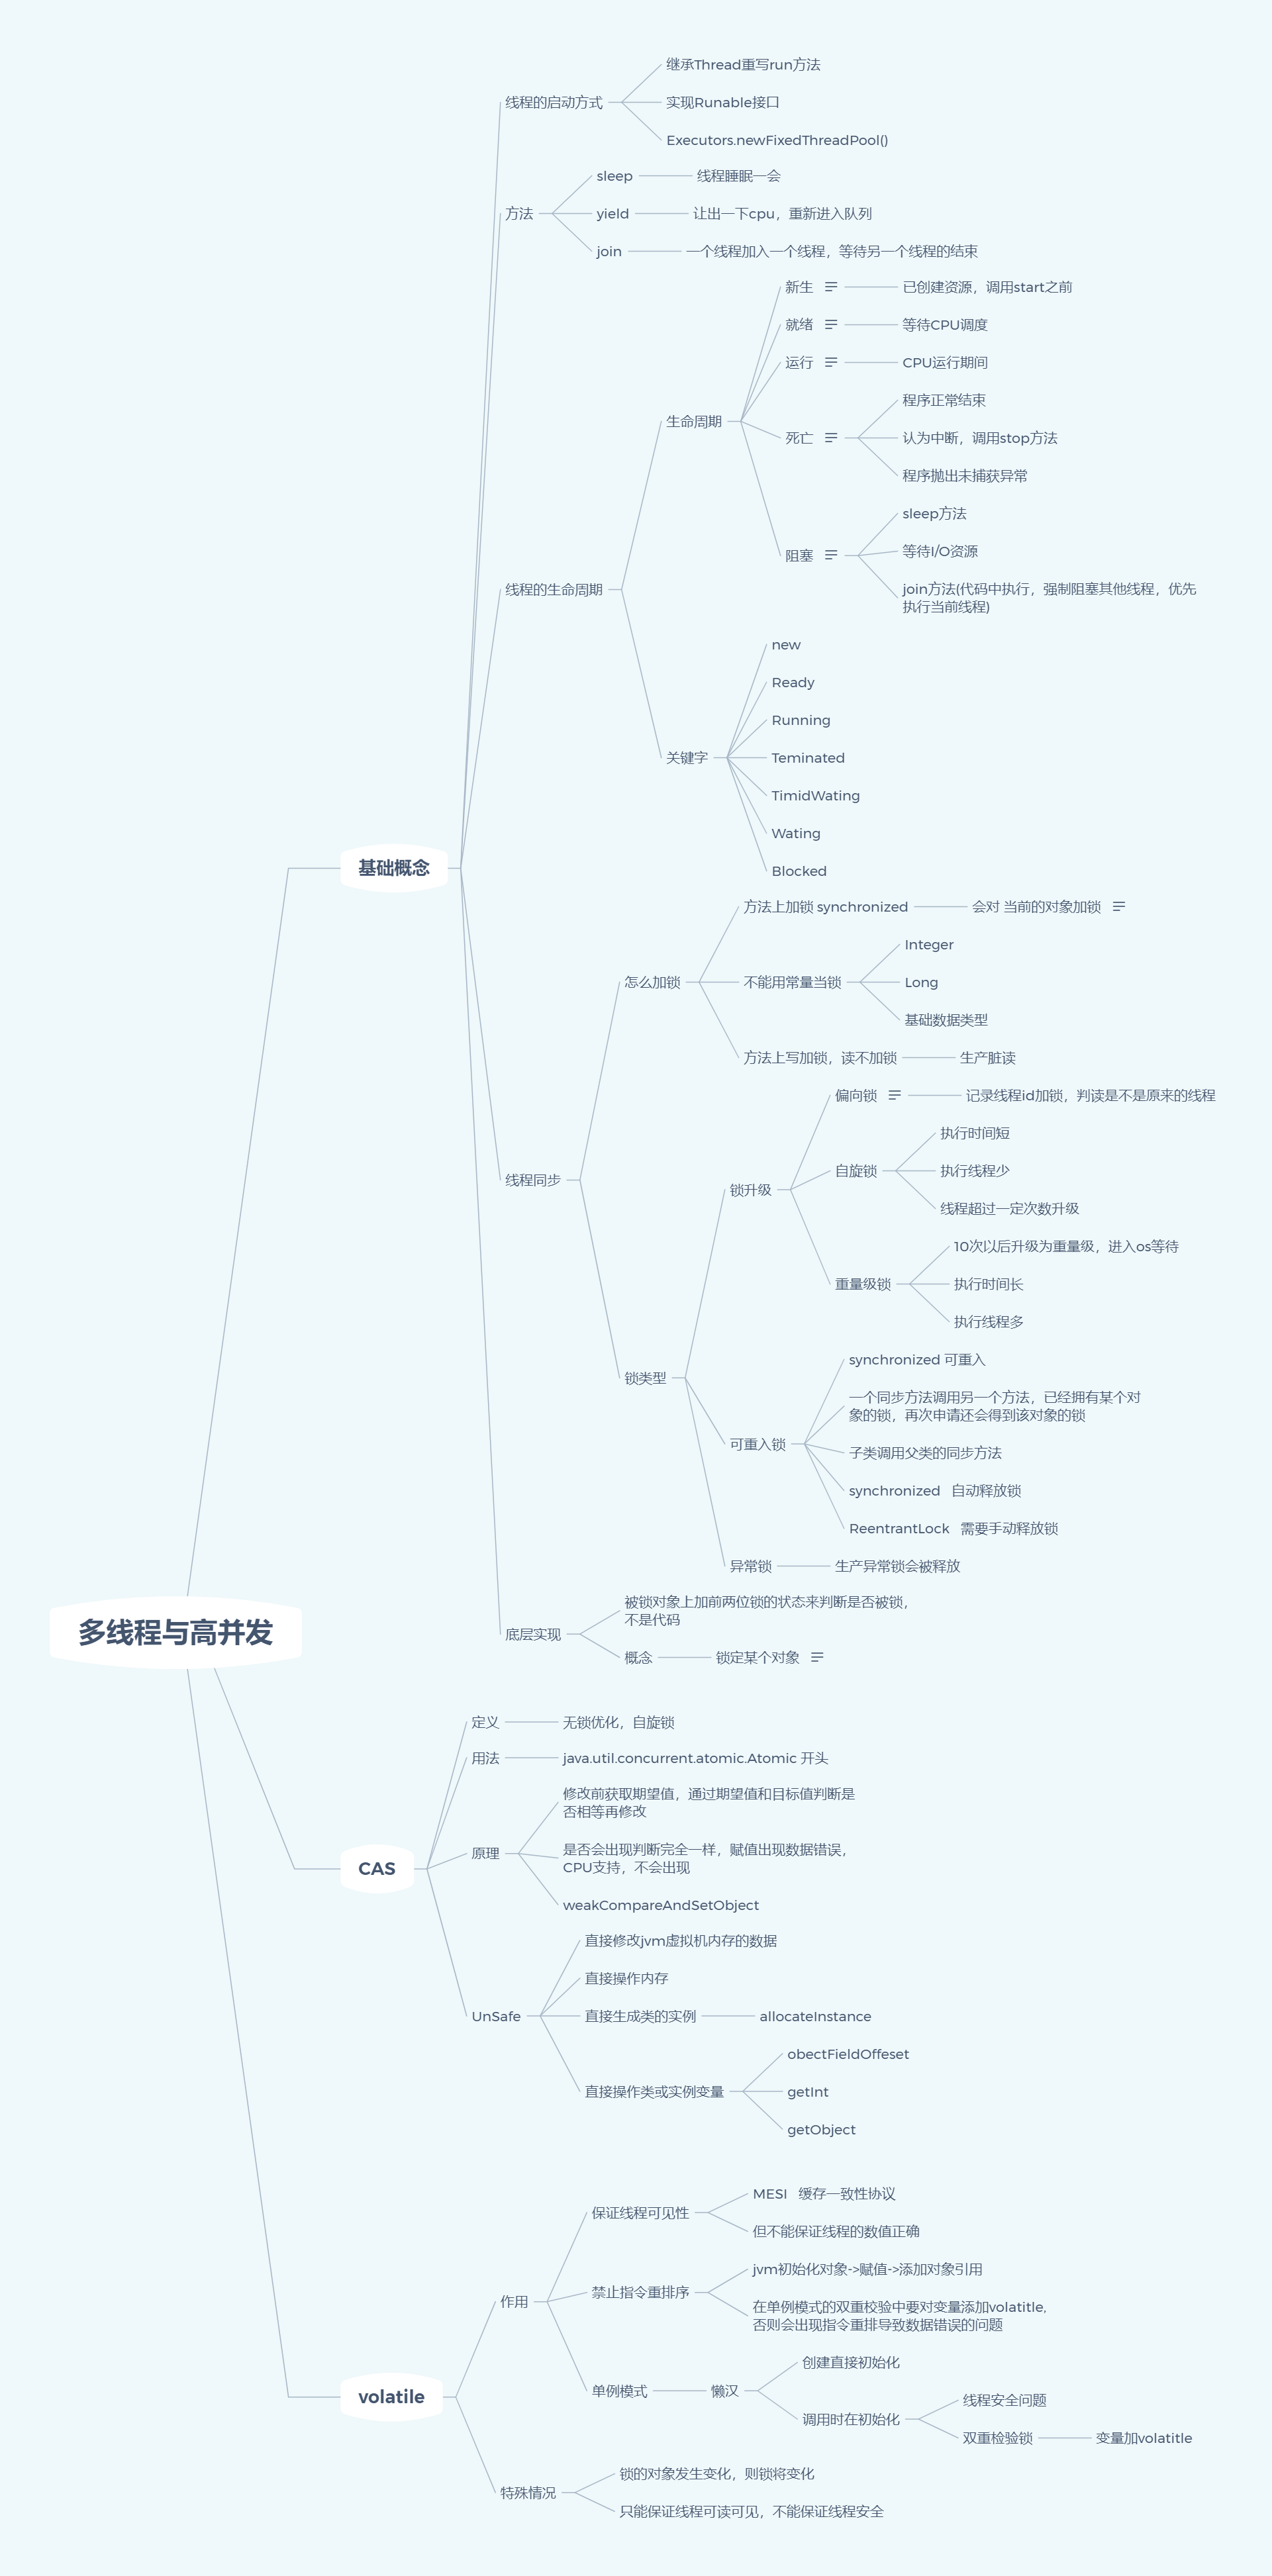 多线程与高并发
基础概念
线程的启动方式
继承Thread重写run方法
实现Runable接口
Executors.newFixedThreadPool()
方法
sleep
线程睡眠一会
yield
让出一下cpu，重新进入队列
join
一个线程加入一个线程，等待另一个线程的结束
线程的生命周期
生命周期
新生
已创建资源，调用start之前
就绪
等待CPU调度
运行
CPU运行期间
死亡
程序正常结束
认为中断，调用stop方法
程序抛出未捕获异常
阻塞
sleep方法
等待I/O资源
join方法(代码中执行，强制阻塞其他线程，优先
执行当前线程)
关键字
new
Ready
Running
Teminated
TimidWating
Wating
Blocked
线程同步
怎么加锁
方法上加锁 synchronized
会对 当前的对象加锁
不能用常量当锁
Integer
Long
基础数据类型
方法上写加锁，读不加锁
生产脏读
锁类型
锁升级
偏向锁
记录线程id加锁，判读是不是原来的线程
自旋锁
执行时间短
执行线程少
线程超过一定次数升级
重量级锁
10次以后升级为重量级，进入os等待
执行时间长
执行线程多
可重入锁
synchronized 可重入
一个同步方法调用另一个方法，已经拥有某个对
象的锁，再次申请还会得到该对象的锁
子类调用父类的同步方法
synchronized 自动释放锁
ReentrantLock 需要手动释放锁
异常锁
生产异常锁会被释放
底层实现
被锁对象上加前两位锁的状态来判断是否被锁，
不是代码
概念
锁定某个对象
CAS
定义
无锁优化，自旋锁
用法
java.util.concurrent.atomic.Atomic 开头
原理
修改前获取期望值，通过期望值和目标值判断是
否相等再修改
是否会出现判断完全一样，赋值出现数据错误，
CPU支持，不会出现
weakCompareAndSetObject
UnSafe
直接修改jvm虚拟机内存的数据
直接操作内存
直接生成类的实例
allocateInstance
直接操作类或实例变量
obectFieldOffeset
getInt
getObject
volatile
作用
保证线程可见性
MESI 缓存一致性协议
但不能保证线程的数值正确
禁止指令重排序
jvm初始化对象->赋值->添加对象引用
在单例模式的双重校验中要对变量添加volatitle,
否则会出现指令重排导致数据错误的问题
单例模式
懒汉
创建直接初始化
调用时在初始化
线程安全问题
双重检验锁
变量加volatitle
特殊情况
锁的对象发生变化，则锁将变化
只能保证线程可读可见，不能保证线程安全